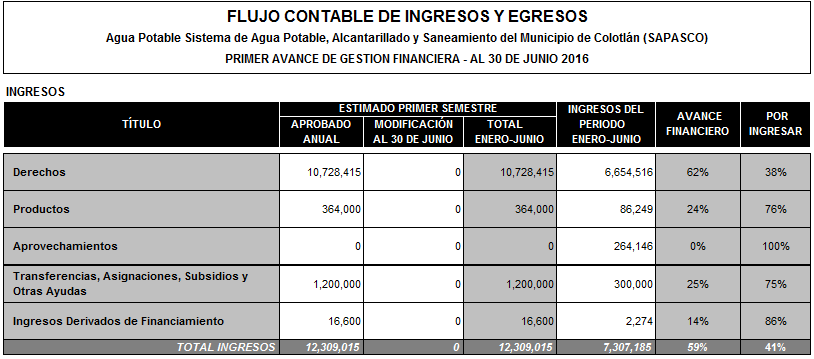 FLUJO CONTABLE DE INGRESOS Y EGRESOS
Agua Potable Sistema de Agua Potable, Alcantarillado y Saneamiento del Municipio de Colotlán (SAPASCO)
PRIMER AVANCE DE GESTION FINANCIERA - AL 30 DE JUNIO 2016
INGRESOS
TÍTULO
ESTIMADO PRIMER SEMESTRE
APROBADO ANUAL
MODIFICACIÓN AL 30 DE JUNIO
TOTAL ENERO-JUNIO
INGRESOS DEL PERIODO ENERO-JUNIO
AVANCE FINANCIERO
POR INGRESAR
Derechos 10,728,415 0 10,728,415 6,654,516 62% 38%
Productos 364,000 0 364,000 86,249 24% 76%
Aprovechamientos 0 0 0 264,146 0% 100%
Transferencias, Asignaciones, Subsidios y Otras Ayudas 1,200,000 0 1,200,000 300,000 25% 75%
Ingresos Derivados de Financiamiento 16,600 0 16,600 2,274 14% 86%
TOTAL INGRESOS 12,309,015 0 12,309,015 7,307,185 59% 41%